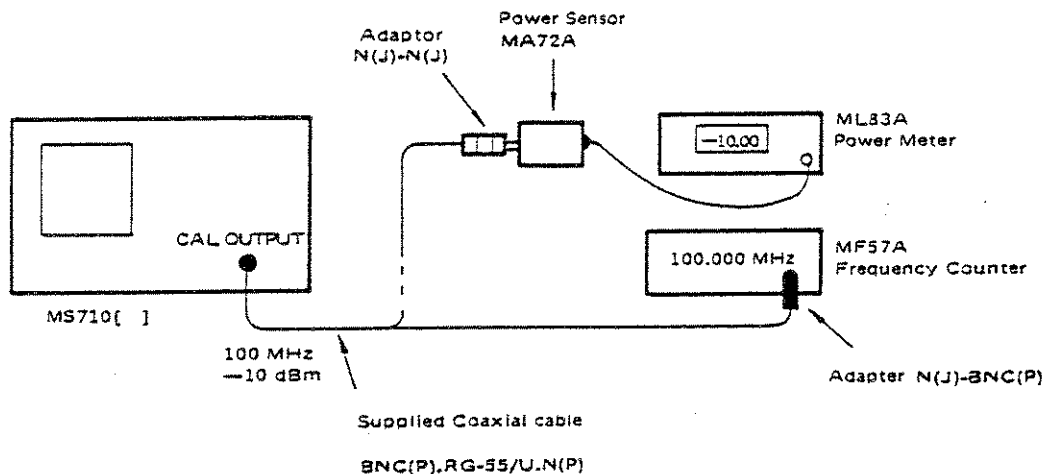 Power Sensor
MA72A
Adaptor
N(J)-N(J)
ML83A
Power Meter
—10.00
CAL OUTPUT
MF57A
Frequency Counter
100.000 MHz
MS710[ ]
100 MHz
—10 dBm
Adapter N(J)-BNC(P)
Supplied Coaxial cable
BNC(P).RG-55/U.N(P)